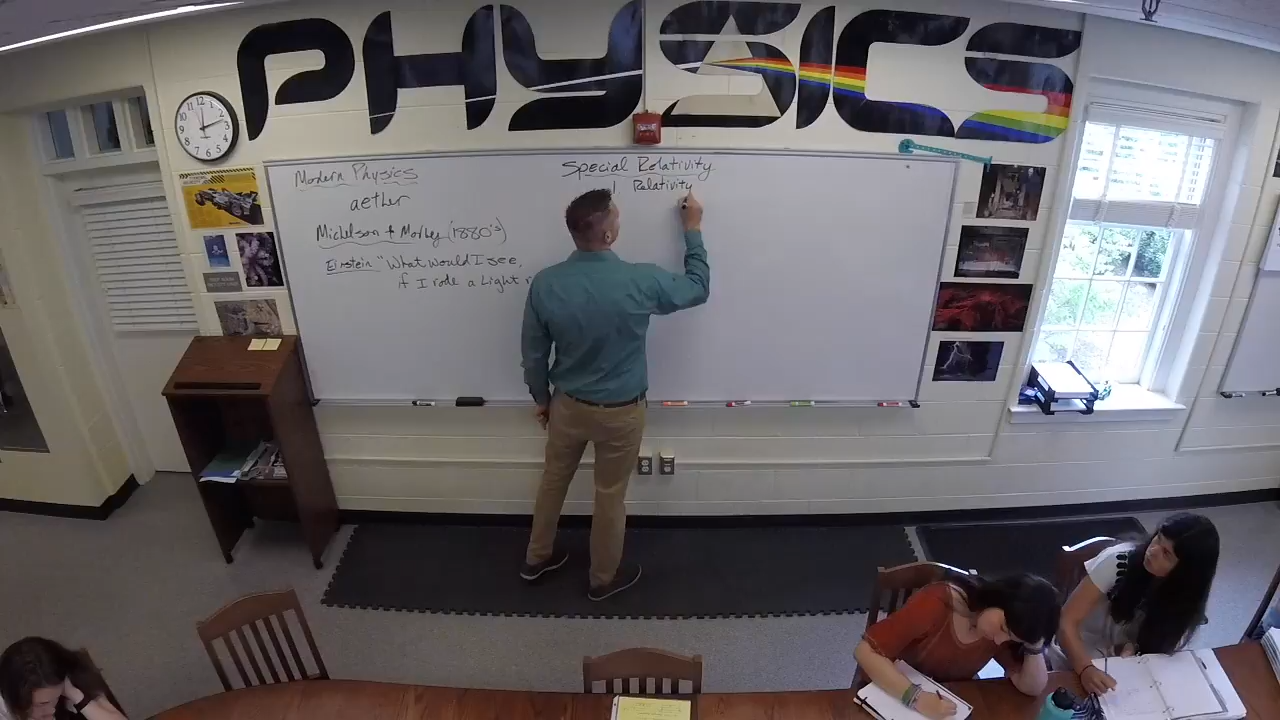 PHYSICS
Modern Physics
aether
Michelson + Morley (1880's)
Einstein "What would I see,
if I rode a Light
Special Relativity
Relativity